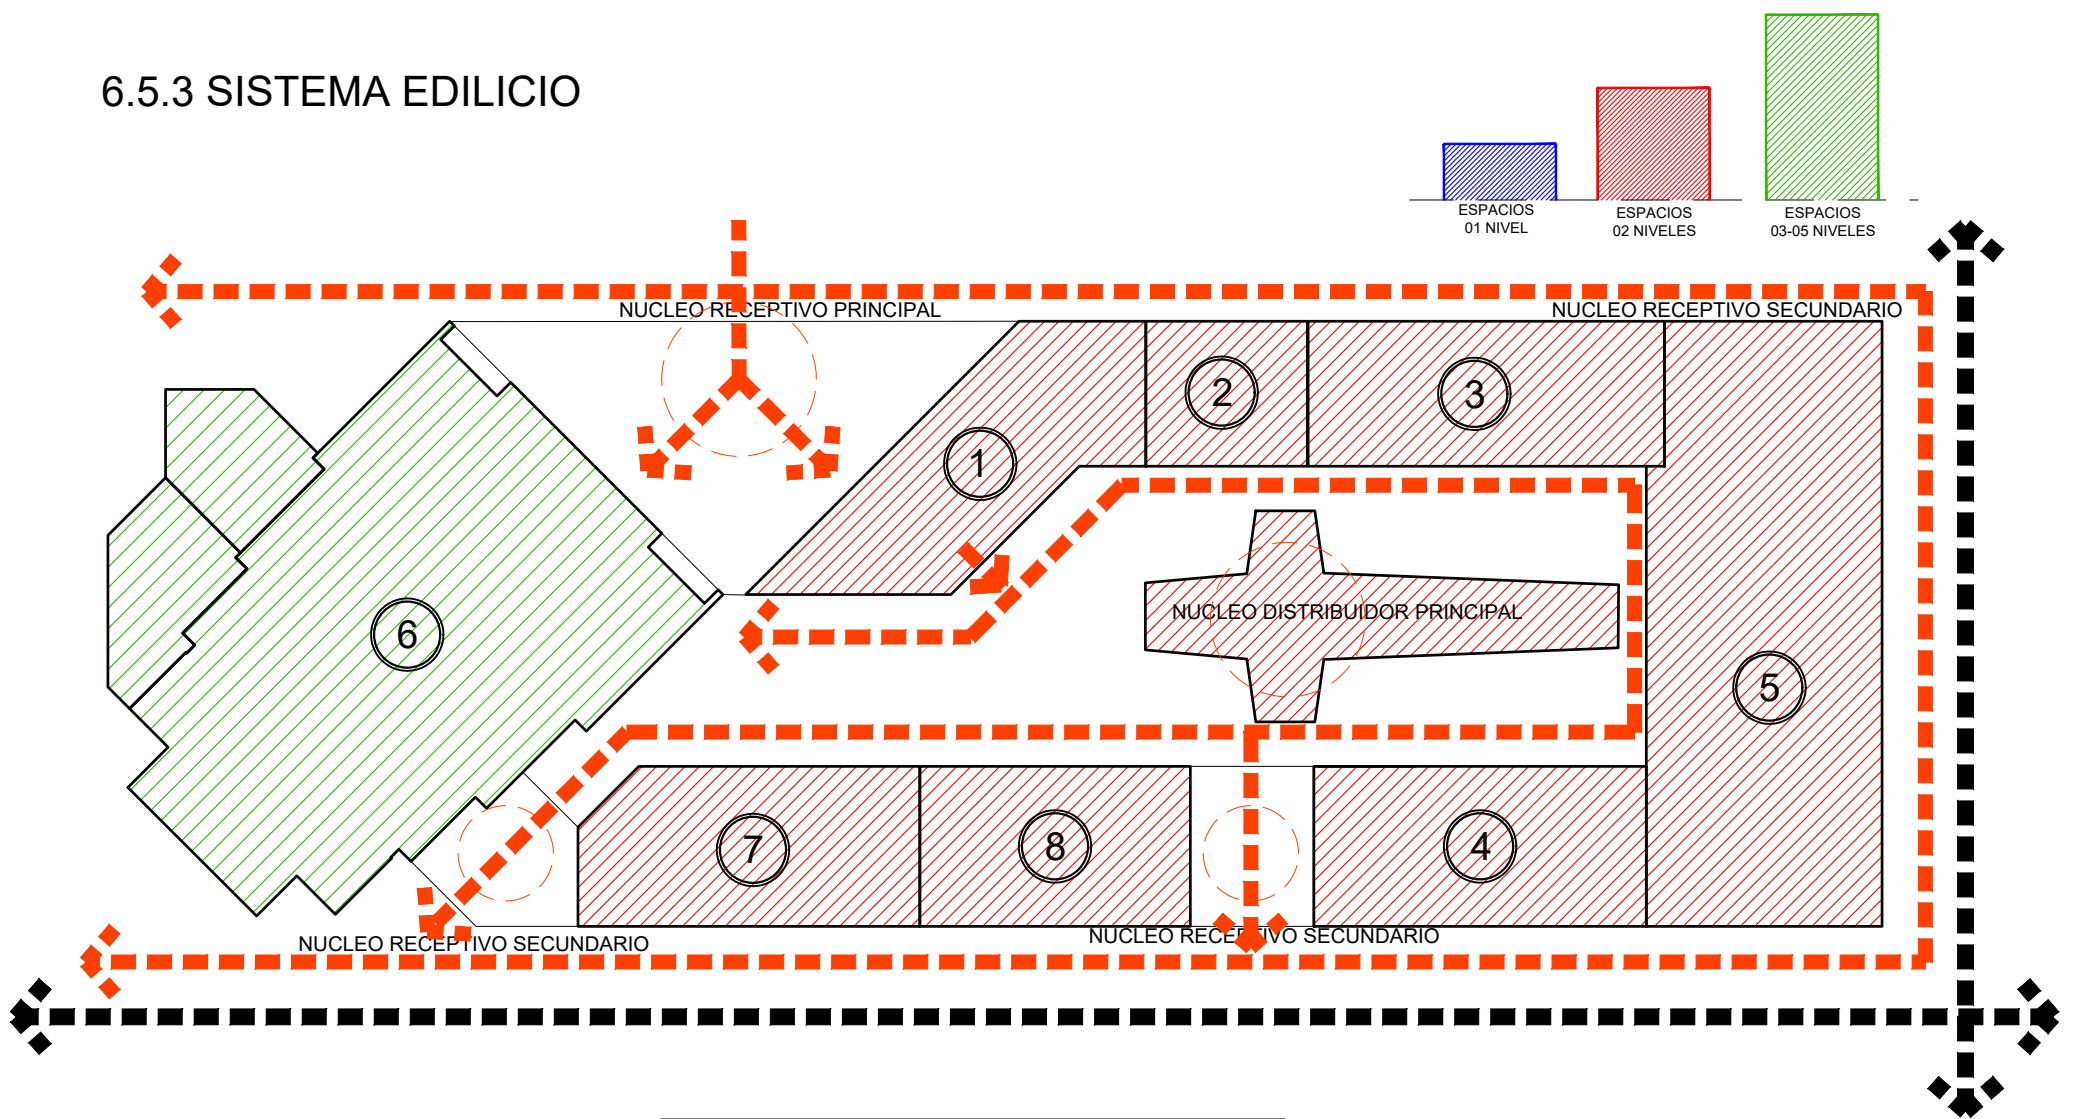 6.5.3 SISTEMA EDILICIO
ESPACIOS
01 NIVEL
ESPACIOS
02 NIVELES
ESPACIOS
03-05 NIVELES
NUCLEO RECEPTIVO PRINCIPAL
NUCLEO RECEPTIVO SECUNDARIO
2
3
1
NUCLEO DISTRIBUIDOR PRINCIPAL
6
5
7
8
4
NUCLEO RECEPTIVO SECUNDARIO
NUCLEO RECEPTIVO SECUNDARIO